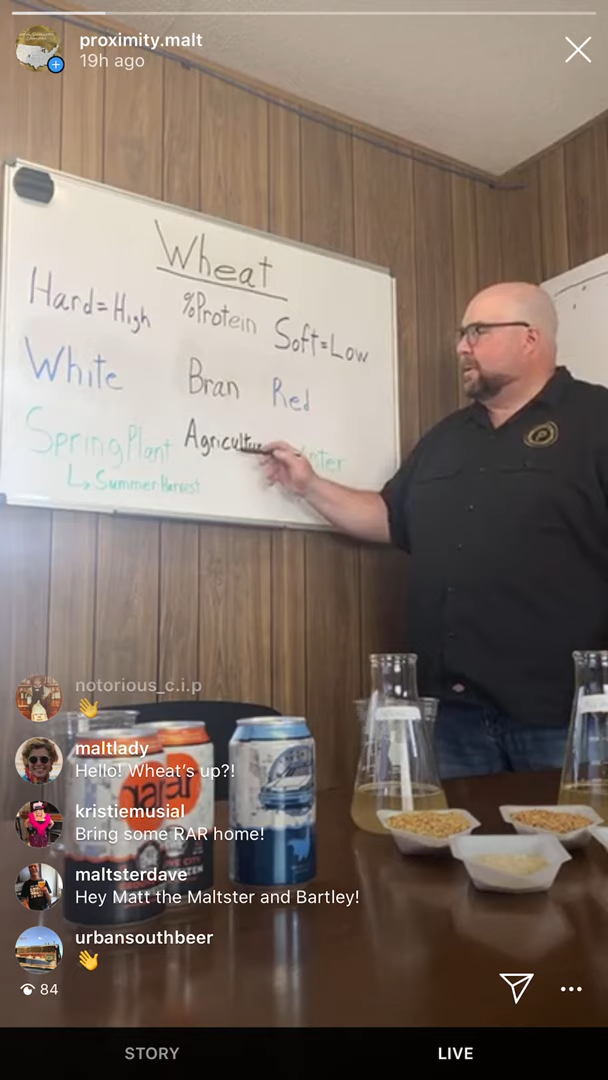 proximity.malt
19h ago
Wheat
Hard=High %Protein Soft=Low
White Bran Red
Spring Plant Agriculture
↳ Summer Harvest
notorious_c.i.p
👋
maltlady
Hello! Wheat's up?!
kristiemusial
Bring some RAR home!
maltsterdave
Hey Matt the Maltster and Bartley!
urbansouthbeer
👋
84
STORY
LIVE